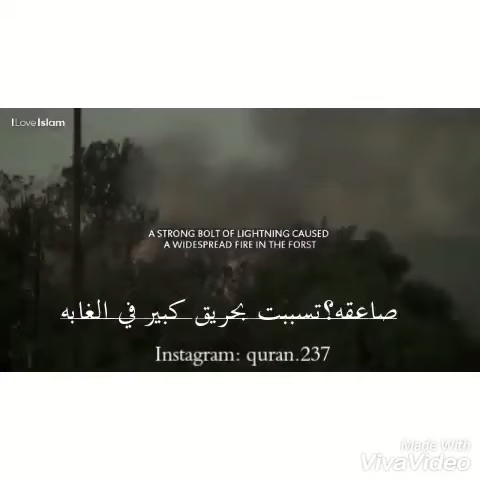 I Love Islam
A STRONG BOLT OF LIGHTNING CAUSED
A WIDESPREAD FIRE IN THE FORST
صاعقه؟تسببت بحريق كبير في الغابه
Instagram: quran.237
Made With
VivaVideo